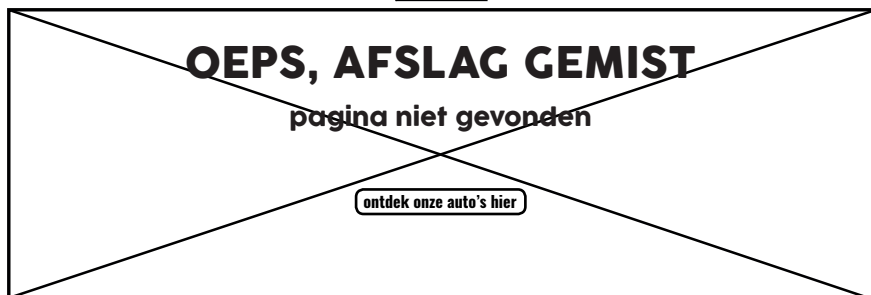 OEPS, AFSLAG GEMIST
pagina niet gevonden
ontdek onze auto's hier